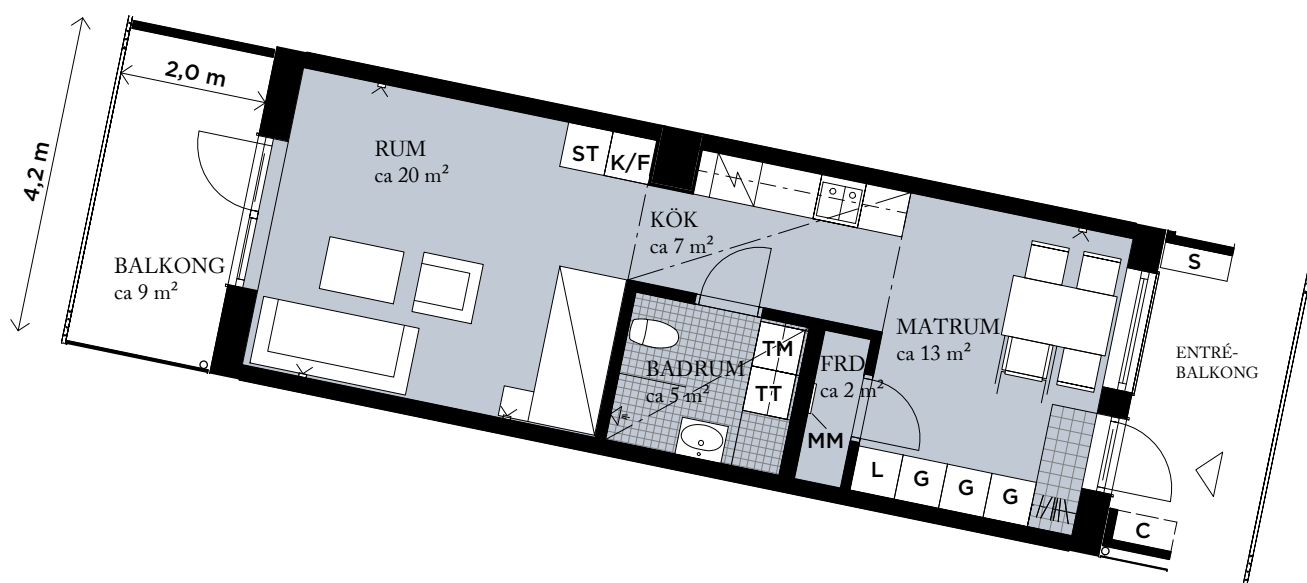 2,0 m
4,2 m
RUM
ca 20 m²
ST
K/F
KÖK
ca 7 m²
BALKONG
ca 9 m²
S
MATRUM
ca 13 m²
ENTRÉ-
BALKONG
TM
BADRUM
ca 5 m²
TT
FRD
ca 2 m²
MM
L
G
G
G
C